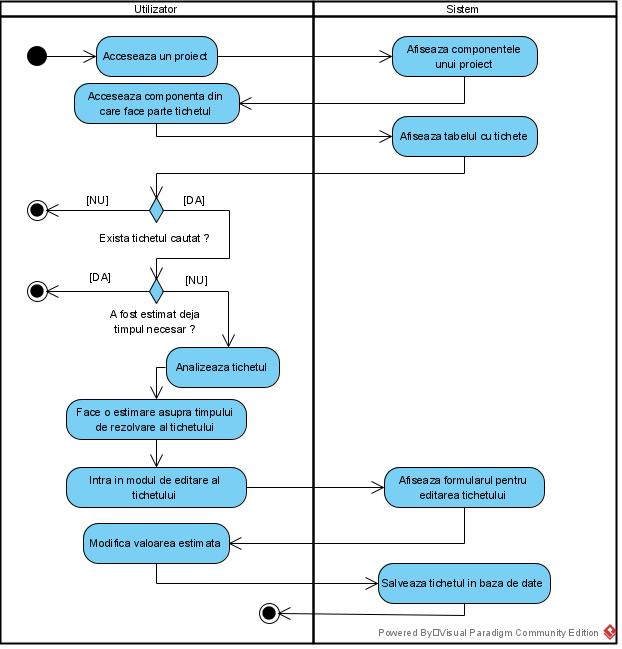 Utilizator
Sistem
Acceseaza un proiect
Afiseaza componentele
unui proiect
Acceseaza componenta din
care face parte tichetul
Afiseaza tabelul cu tichete
[NU]
[DA]
Exista tichetul cautat ?
[DA]
[NU]
A fost estimat deja
timpul necesar ?
Analizeaza tichetul
Face o estimare asupra timpului
de rezolvare al tichetului
Intra in modul de editare al
tichetului
Afiseaza formularul pentru
editarea tichetului
Modifica valoarea estimata
Salveaza tichetul in baza de date
Powered By Visual Paradigm Community Edition